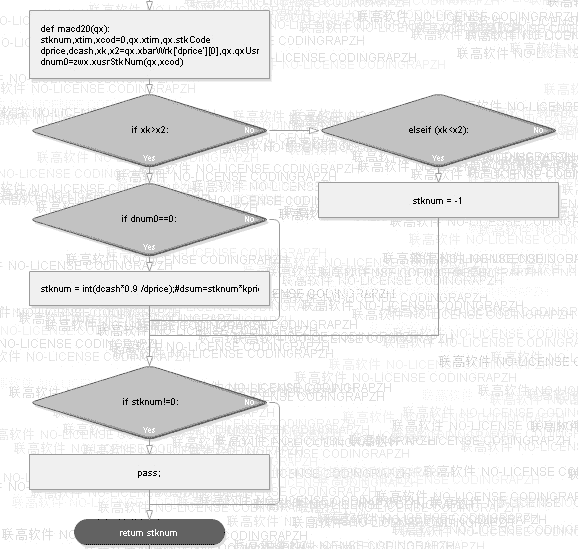 def macd20(qx):
stknum,xtim,xcod=0,qx.xtim,qx.stkCode
dprice,dcash,xk,x2=qx.xbarWrk['dprice'][0],qx.qxUsr
dnum0=zwx.xusrStkNum(qx,xcod)
if xk>x2:
No
elseif (xk<x2):
No
Yes
Yes
stknum = -1
if dnum0==0:
No
Yes
stknum = int(dcash*0.9 /dprice);#dsum=stknum*kpric
if stknum!=0:
No
Yes
pass;
return stknum
联高软件 NO-LICENSE CODINGRAPZH